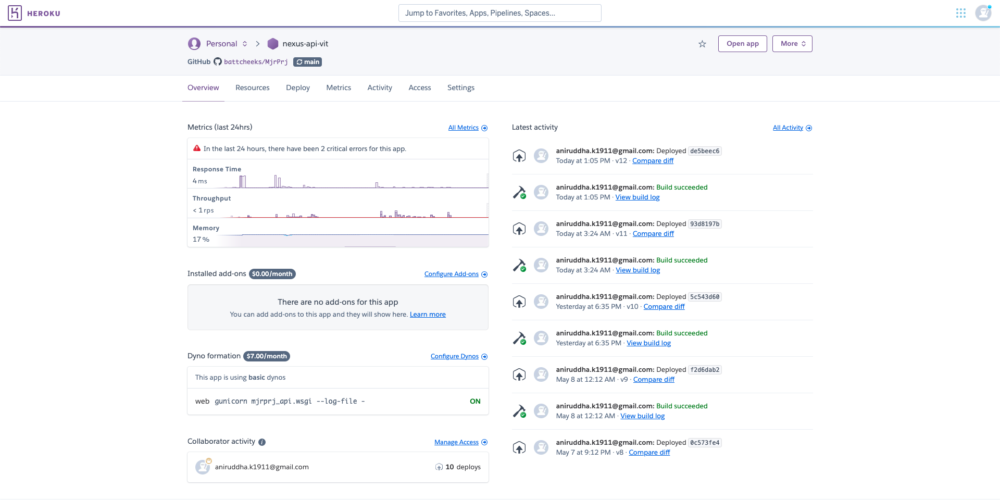 HEROKU
Jump to Favorites, Apps, Pipelines, Spaces...
Personal
nexus-api-vit
Open app
More
GitHub battcheeks/MjrPrj main
Overview Resources Deploy Metrics Activity Access Settings
Metrics (last 24hrs)
All Metrics
In the last 24 hours, there have been 2 critical errors for this app.
Response Time
4 ms
Throughput
< 1 rps
Memory
17 %
Installed add-ons $0.00/month
Configure Add-ons
There are no add-ons for this app
You can add add-ons to this app and they will show here. Learn more
Dyno formation $7.00/month
Configure Dynos
This app is using basic dynos
web gunicorn mjrprj_api.wsgi --log-file -
ON
Collaborator activity i
Manage Access
aniruddha.k1911@gmail.com
10 deploys
Latest activity
All Activity
aniruddha.k1911@gmail.com: Deployed de5beec6
Today at 1:05 PM · v12 · Compare diff
aniruddha.k1911@gmail.com: Build succeeded
Today at 1:05 PM · View build log
aniruddha.k1911@gmail.com: Deployed 93d8197b
Today at 3:24 AM · v11 · Compare diff
aniruddha.k1911@gmail.com: Build succeeded
Today at 3:24 AM · View build log
aniruddha.k1911@gmail.com: Deployed 5c543d60
Yesterday at 6:35 PM · v10 · Compare diff
aniruddha.k1911@gmail.com: Build succeeded
Yesterday at 6:35 PM · View build log
aniruddha.k1911@gmail.com: Deployed f2d6dab2
May 8 at 12:12 AM · v9 · Compare diff
aniruddha.k1911@gmail.com: Build succeeded
May 8 at 12:12 AM · View build log
aniruddha.k1911@gmail.com: Deployed 0c573fe4
May 7 at 9:12 PM · v8 · Compare diff